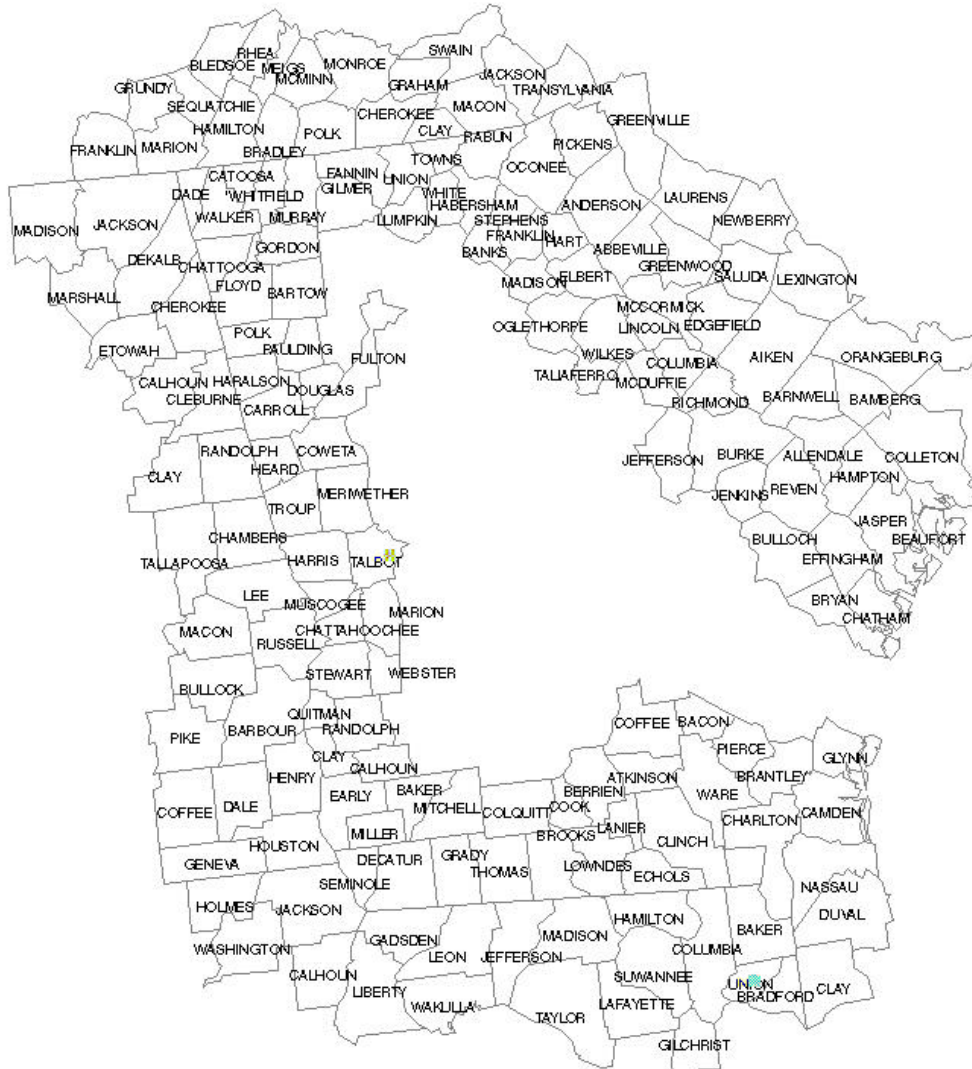 SWAIN
RHEA
BLEDSOE
MEIGS
MONROE
MCMINN
JACKSON
GRAHAM
TRANSYLVANIA
GRUNDY
SEQUATCHIE
MACON
CHEROKEE
GREENVILLE
HAMILTON
POLK
CLAY
RABUN
FRANKLIN
MARION
BRADLEY
PICKENS
TOWNS
OCONEE
FANNIN
CATOOSA
UNION
GILMER
DADE
WHITFIELD
WHITE
LAURENS
HABERSHAM
ANDERSON
WALKER
MURRAY
LUMPKIN
STEPHENS
NEWBERRY
JACKSON
MADISON
FRANKLIN
HART
GORDON
ABBEVILLE
BANKS
DEKALB
CHATTOOGA
GREENWOOD
SALUDA
LEXINGTON
ELBERT
MADISON
FLOYD
BARTOW
MARSHALL
CHEROKEE
MCCORMICK
OGLETHORPE
LINCOLN
EDGEFIELD
POLK
PAULDING
ETOWAH
FULTON
WILKES
AIKEN
ORANGEBURG
COLUMBIA
TALIAFERRO
CALHOUN
HARALSON
MCDUFFIE
DOUGLAS
CLEBURNE
BARNWELL
BAMBERG
RICHMOND
CARROLL
RANDOLPH
COWETA
BURKE
ALLENDALE
JEFFERSON
COLLETON
HEARD
CLAY
HAMPTON
REVEN
MERIWETHER
JENKINS
TROUP
JASPER
CHAMBERS
BULLOCH
BEAUFORT
HARRIS
TALBOT
TALLAPOOSA
EFFINGHAM
LEE
BRYAN
MUSCOGEE
MARION
CHATHAM
MACON
CHATTAHOOCHEE
RUSSELL
STEWART
WEBSTER
BULLOCK
QUITMAN
COFFEE
BACON
BARBOUR
RANDOLPH
PIKE
PIERCE
CLAY
GLYNN
CALHOUN
HENRY
ATKINSON
BRANTLEY
BAKER
BERRIEN
EARLY
WARE
MITCHELL
DALE
COOK
COFFEE
COLQUITT
CHARLTON
CAMDEN
LANIER
MILLER
BROOKS
CLINCH
HOUSTON
GRADY
DECATUR
GENEVA
LOWNDES
THOMAS
ECHOLS
SEMINOLE
NASSAU
HOLMES
JACKSON
DUVAL
HAMILTON
BAKER
MADISON
GADSDEN
WASHINGTON
COLUMBIA
LEON
JEFFERSON
CALHOUN
SUWANNEE
UNION
LIBERTY
CLAY
BRADFORD
LAFAYETTE
WAKULLA
TAYLOR
GILCHRIST